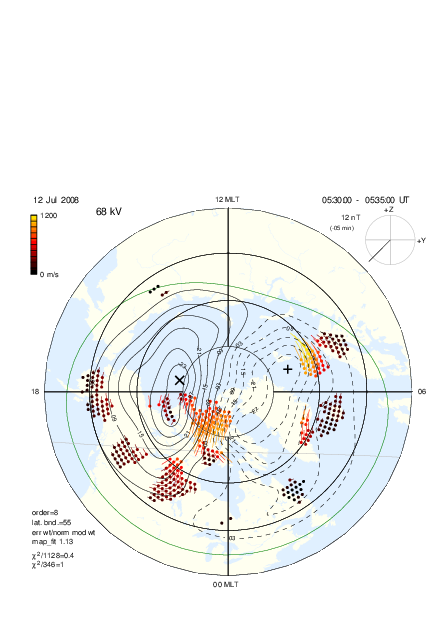 12 Jul 2008
68 kV
12 MLT
05:30:00 - 05:35:00 UT
1200
0 m/s
12 nT
(-05 min)
+Z
+Y
18
06
order=8
lat. bnd.=55
err wt/norm mod wt
map_fit 1.13
χ²/1128=0.4
χ²/346=1
00 MLT